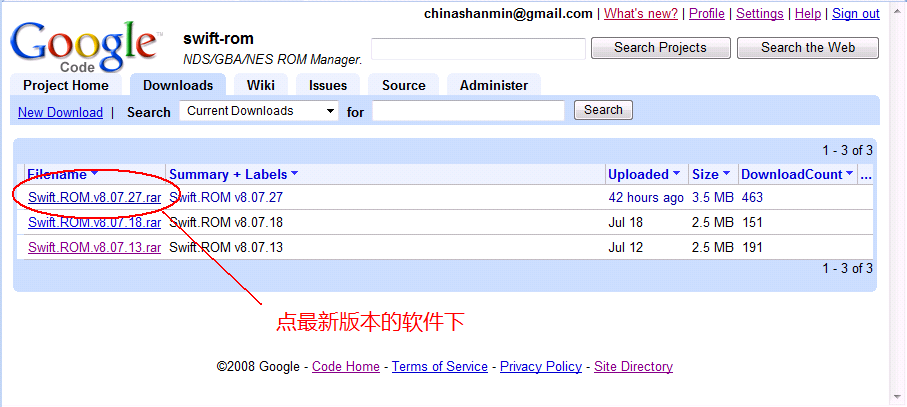 chinashanmin@gmail.com | What's new? | Profile | Settings | Help | Sign out
Google™
Code
swift-rom
NDS/GBA/NES ROM Manager.
Search Projects
Search the Web
Project Home Downloads Wiki Issues Source Administer
New Download | Search Current Downloads for Search
1 - 3 of 3
Filename Summary + Labels Uploaded Size DownloadCount ...
Swift.ROM.v8.07.27.rar Swift.ROM v8.07.27 42 hours ago 3.5 MB 463
Swift.ROM.v8.07.18.rar Swift.ROM v8.07.18 Jul 18 2.5 MB 151
Swift.ROM.v8.07.13.rar Swift.ROM v8.07.13 Jul 12 2.5 MB 191
1 - 3 of 3
点最新版本的软件下
©2008 Google - Code Home - Terms of Service - Privacy Policy - Site Directory